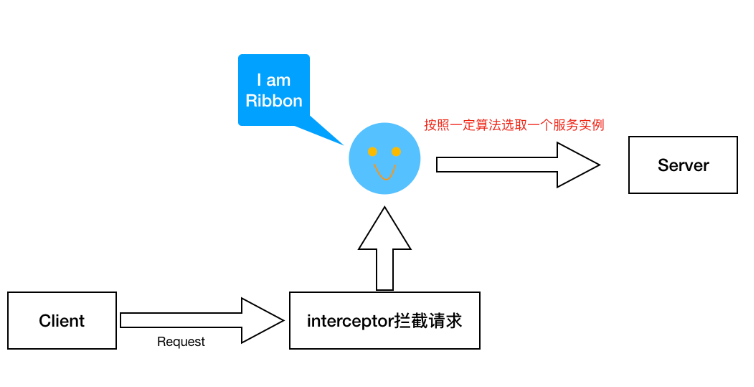 I am
Ribbon
按照一定算法选取一个服务实例
Server
Client
Request
interceptor拦截请求